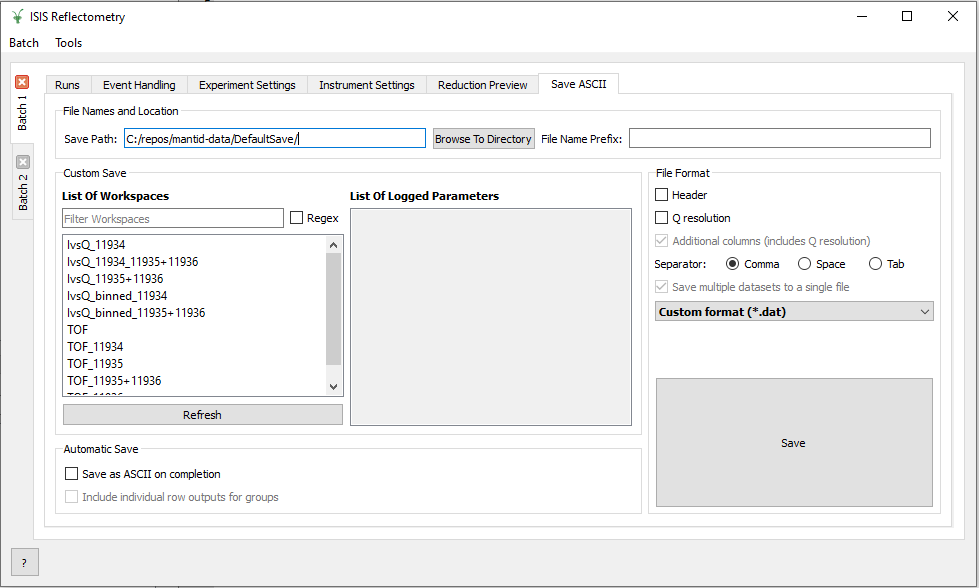 ISIS Reflectometry
Batch Tools
Batch 1
Batch 2
Runs Event Handling Experiment Settings Instrument Settings Reduction Preview Save ASCII
File Names and Location
Save Path: C:/repos/mantid-data/DefaultSave/ Browse To Directory File Name Prefix:
Custom Save
List Of Workspaces
Filter Workspaces Regex
IvsQ_11934
IvsQ_11934_11935+11936
IvsQ_11935+11936
IvsQ_binned_11934
IvsQ_binned_11935+11936
TOF
TOF_11934
TOF_11935
TOF_11935+11936
Refresh
List Of Logged Parameters
Automatic Save
Save as ASCII on completion
Include individual row outputs for groups
File Format
Header
Q resolution
Additional columns (includes Q resolution)
Separator: Comma Space Tab
Save multiple datasets to a single file
Custom format (*.dat)
Save
?